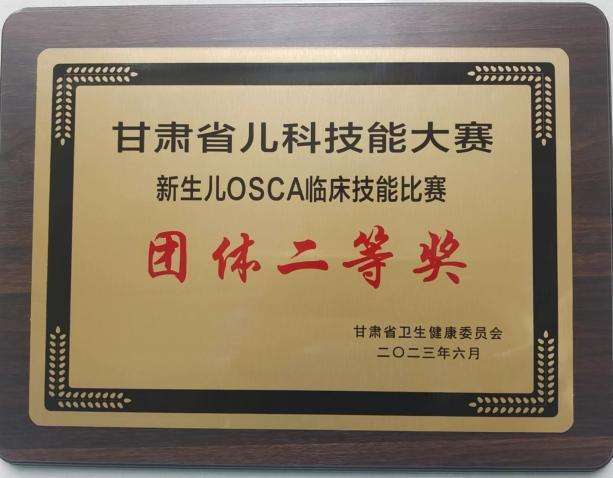 甘肃省儿科技能大赛
新生儿OSCA临床技能比赛
团体二等奖
甘肃省卫生健康委员会
二〇二三年六月